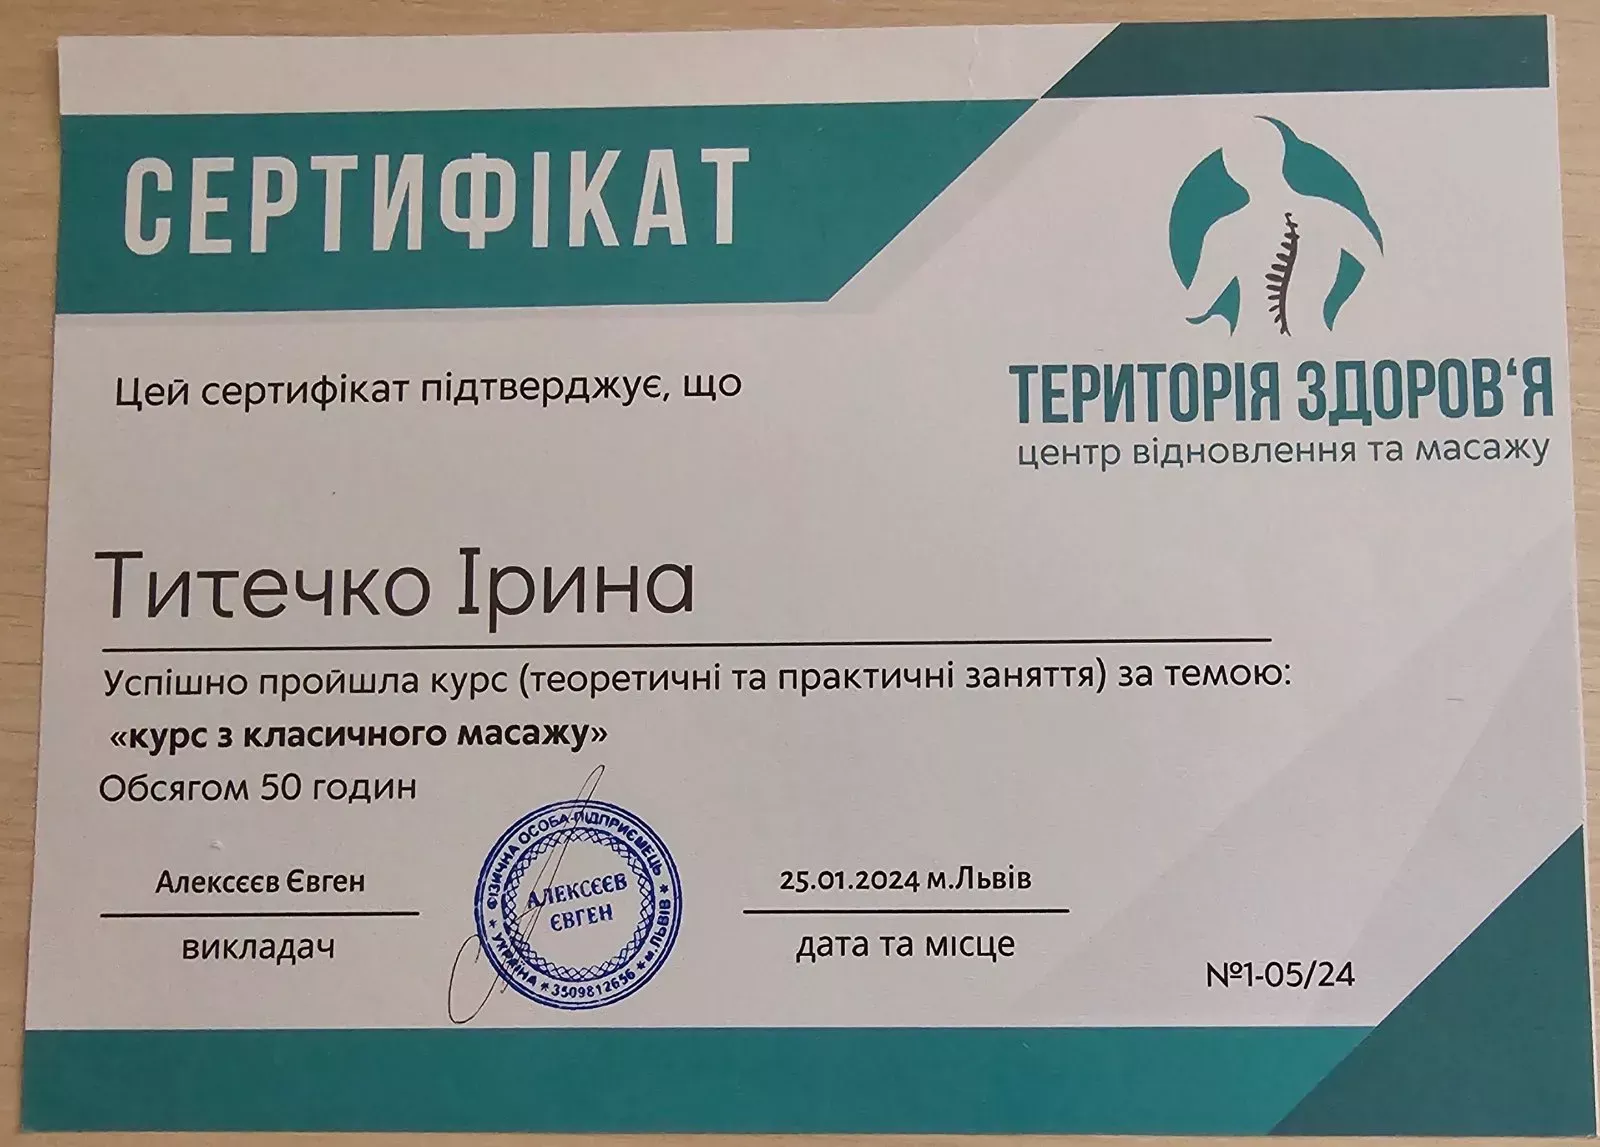 СЕРТИФІКАТ
ТЕРИТОРІЯ ЗДОРОВ‘Я
центр відновлення та масажу
Цей сертифікат підтверджує, що
Титечко Ірина
Успішно пройшла курс (теоретичні та практичні заняття) за темою:
«курс з класичного масажу»
Обсягом 50 годин
Алексєєв Євген
викладач
ФІЗИЧНА ОСОБА-ПІДПРИЄМЕЦЬ * м.ЛЬВІВ * 3509812656 * УКРАЇНА *
АЛЕКСЄЄВ
ЄВГЕН
25.01.2024 м.Львів
дата та місце
№1-05/24